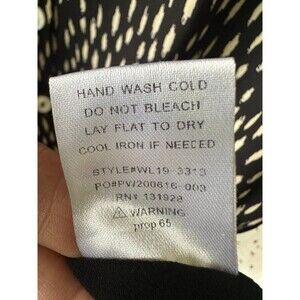 HAND WASH COLD
DO NOT BLEACH
LAY FLAT TO DRY
COOL IRON IF NEEDED
STYLE#WL19-3313
PO#PW200616-003
RN# 131928
⚠ WARNING
prop 65